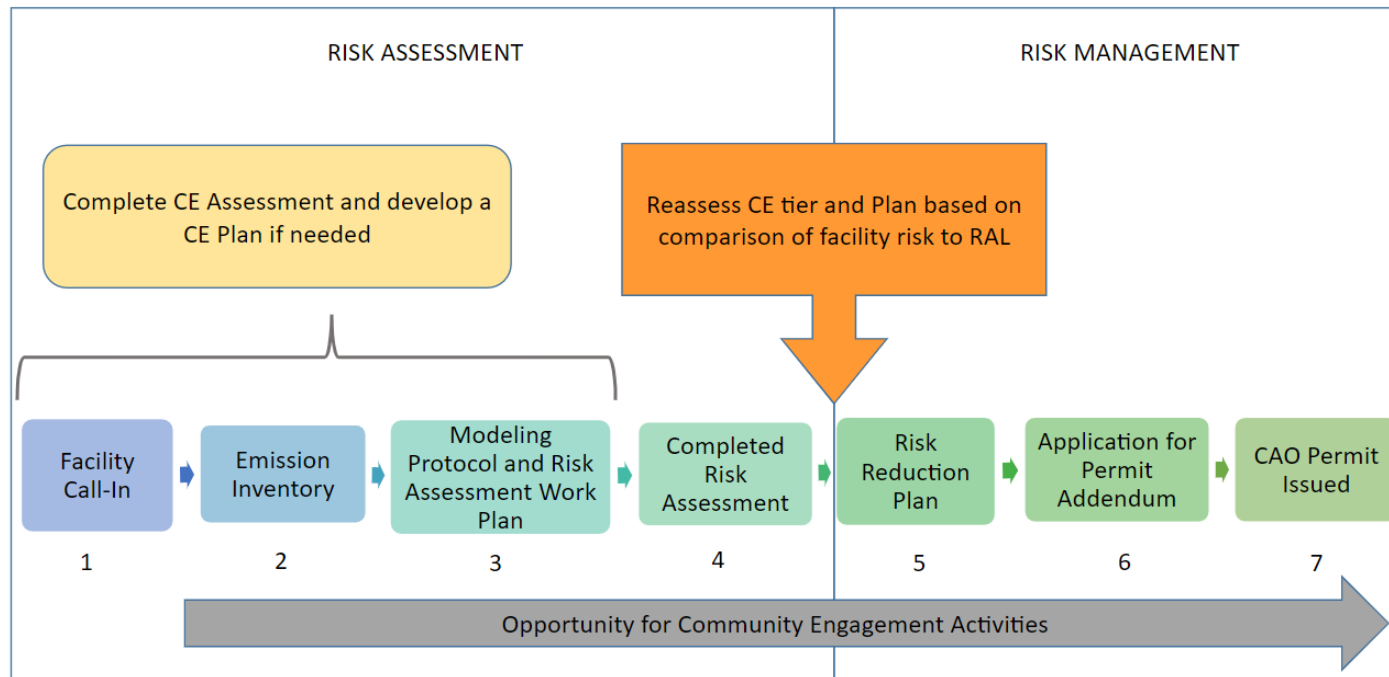 RISK ASSESSMENT
RISK MANAGEMENT
Complete CE Assessment and develop a
CE Plan if needed
Reassess CE tier and Plan based on
comparison of facility risk to RAL
Facility
Call-In
Emission
Inventory
Modeling
Protocol and Risk
Assessment Work
Plan
Completed
Risk
Assessment
Risk
Reduction
Plan
Application for
Permit
Addendum
CAO Permit
Issued
1
2
3
4
5
6
7
Opportunity for Community Engagement Activities